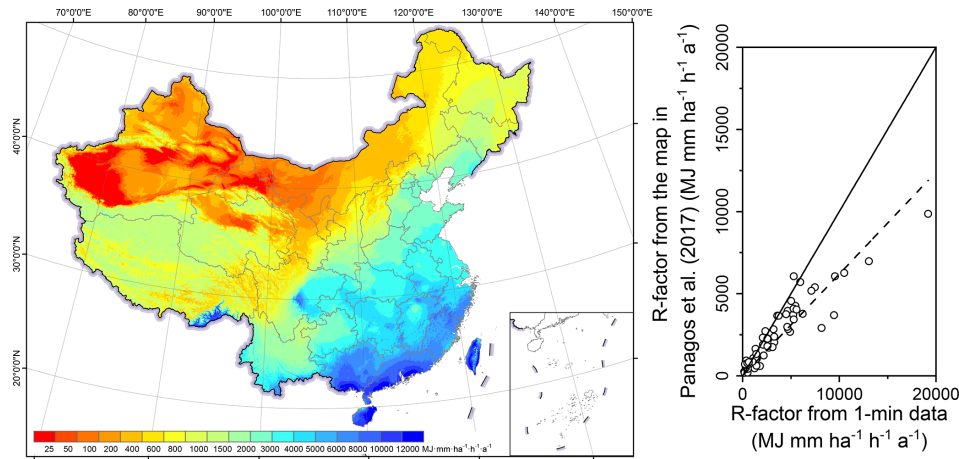 70°0'0"E 80°0'0"E 90°0'0"E 100°0'0"E 110°0'0"E 120°0'0"E 130°0'0"E 140°0'0"E 150°0'0"E
40°0'0"N
30°0'0"N
20°0'0"N
25 50 100 200 400 600 800 1000 1500 2000 3000 4000 5000 6000 8000 10000 12000 MJ·mm·ha⁻¹·h⁻¹·a⁻¹
R-factor from the map in
Panagos et al. (2017) (MJ mm ha⁻¹ h⁻¹ a⁻¹)
20000
15000
10000
5000
0
0 10000 20000
R-factor from 1-min data
(MJ mm ha⁻¹ h⁻¹ a⁻¹)